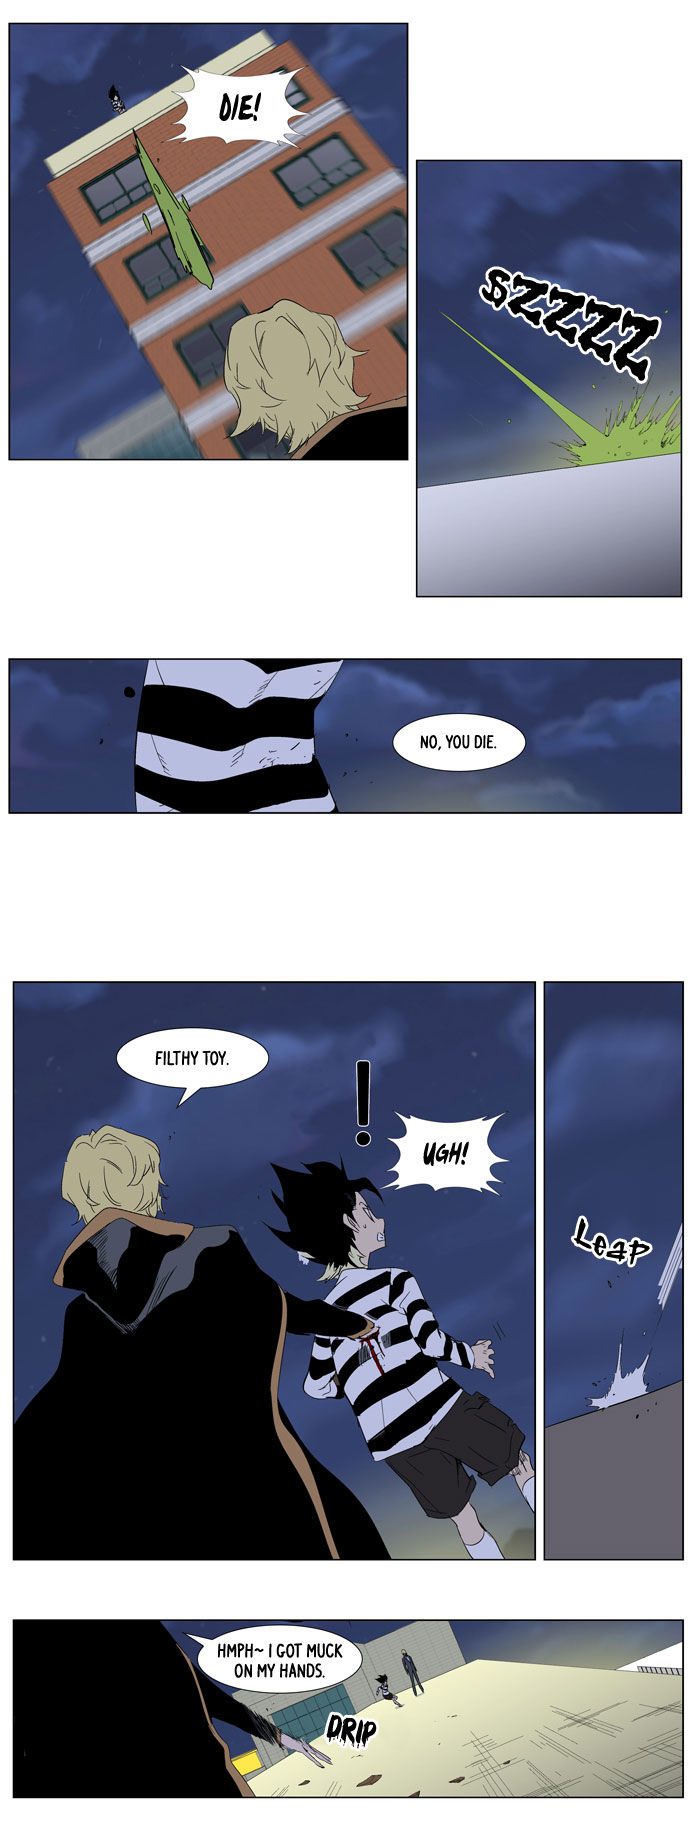 DIE!
SZZZZ
NO, YOU DIE.
FILTHY TOY.
!
UGH!
LEAP
HMPH~ I GOT MUCK
ON MY HANDS.
DRIP